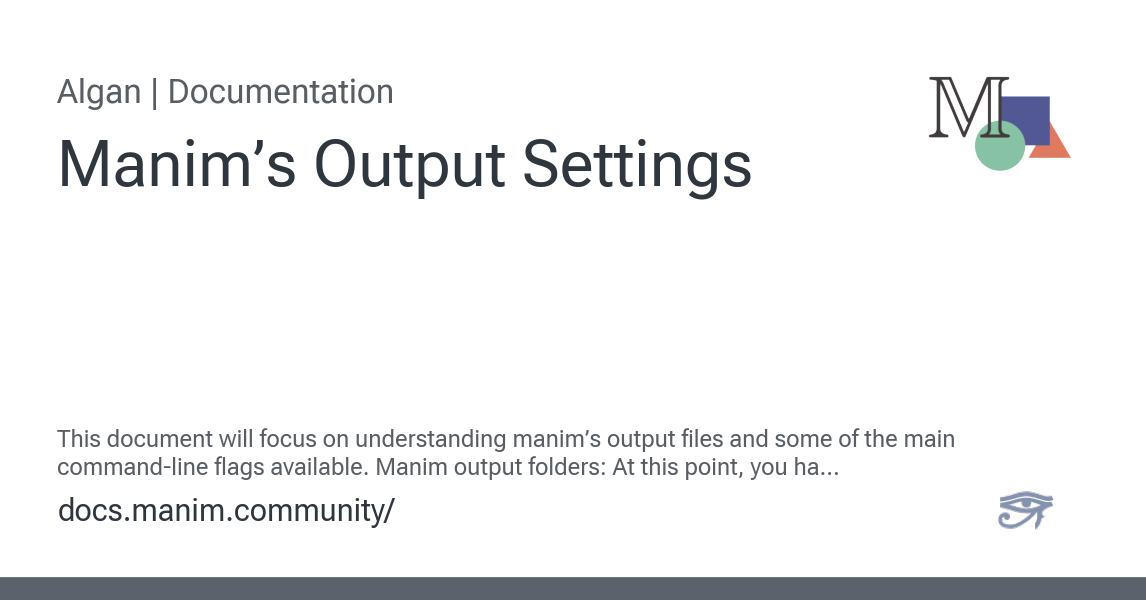 Algan | Documentation
Manim’s Output Settings
M
This document will focus on understanding manim’s output files and some of the main
command-line flags available. Manim output folders: At this point, you ha...
docs.manim.community/